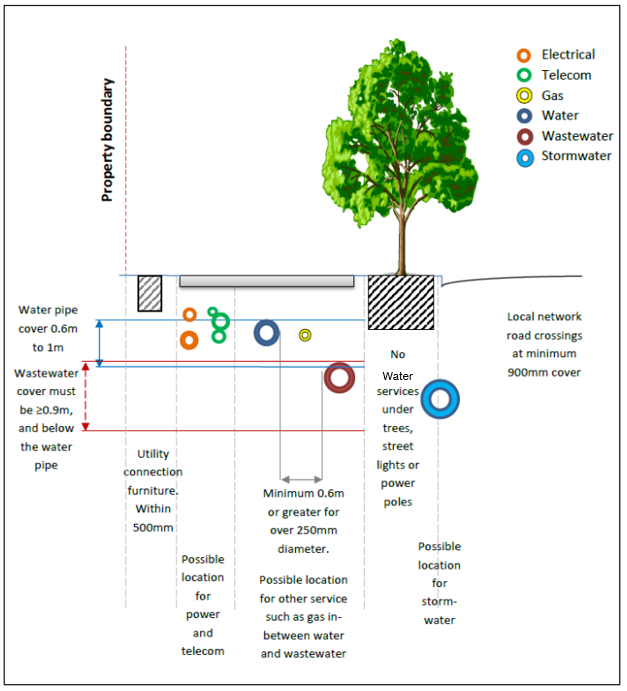 Property boundary
Electrical
Telecom
Gas
Water
Wastewater
Stormwater
Water pipe
cover 0.6m
to 1m
Wastewater
cover must
be ≥0.9m,
and below
the water
pipe
Local network
road crossings
at minimum
900mm cover
No
Water
services
under
trees,
street
lights or
power
poles
Utility
connection
furniture.
Within
500mm
Minimum 0.6m
or greater for
over 250mm
diameter.
Possible
location
for
power
and
telecom
Possible location
for other service
such as gas in-
between water
and wastewater
Possible
location
for
storm-
water